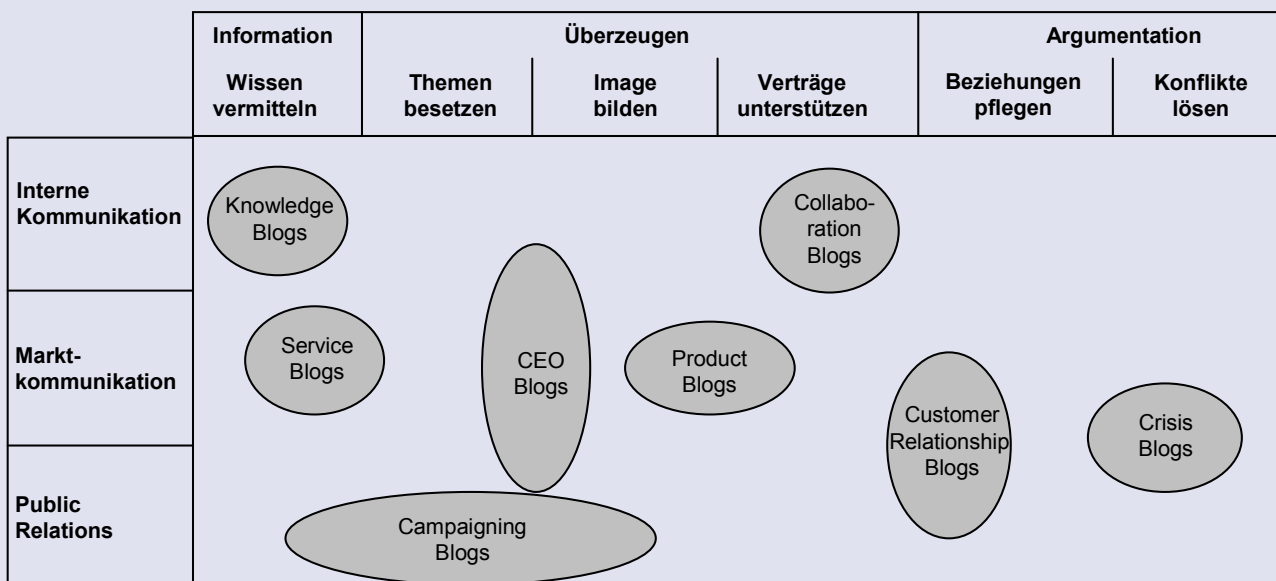 Information
Überzeugen
Argumentation
Wissen
vermitteln
Themen
besetzen
Image
bilden
Verträge
unterstützen
Beziehungen
pflegen
Konflikte
lösen
Interne
Kommunikation
Knowledge
Blogs
Collabo-
ration
Blogs
Markt-
kommunikation
Service
Blogs
CEO
Blogs
Product
Blogs
Customer
Relationship
Blogs
Crisis
Blogs
Public
Relations
Campaigning
Blogs